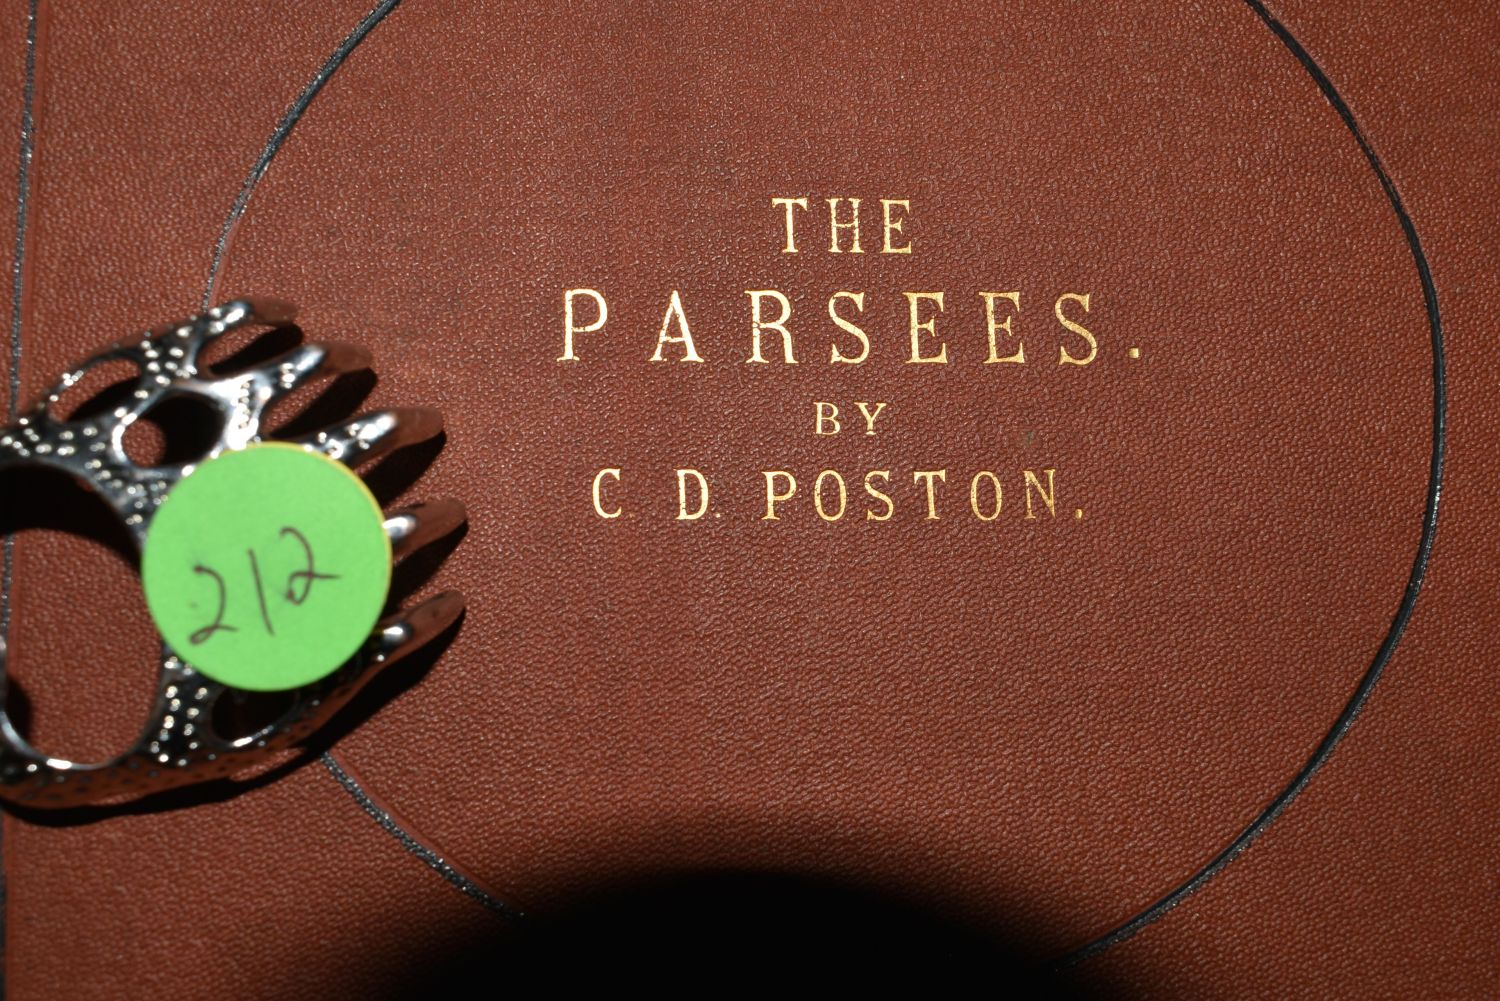 THE
PARSEES.
BY
C. D. POSTON.
212